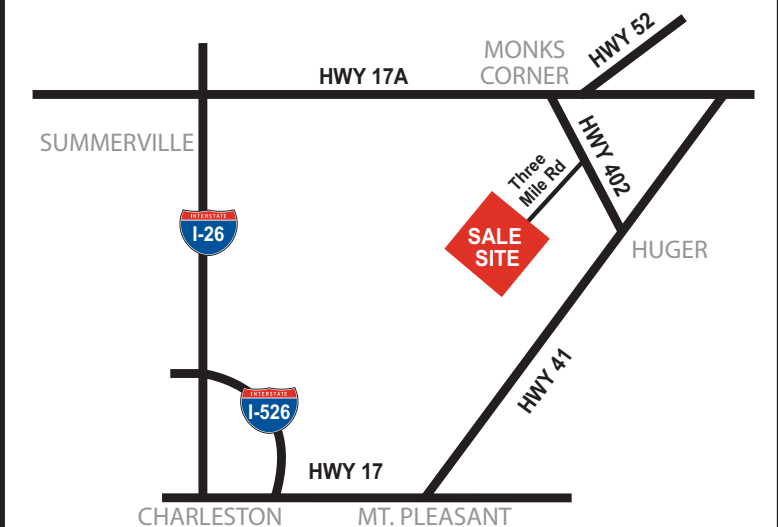 HWY 52
MONKS
CORNER
HWY 17A
SUMMERVILLE
HWY 402
Three
Mile Rd
INTERSTATE
I-26
SALE
SITE
HUGER
HWY 41
INTERSTATE
I-526
HWY 17
CHARLESTON
MT. PLEASANT